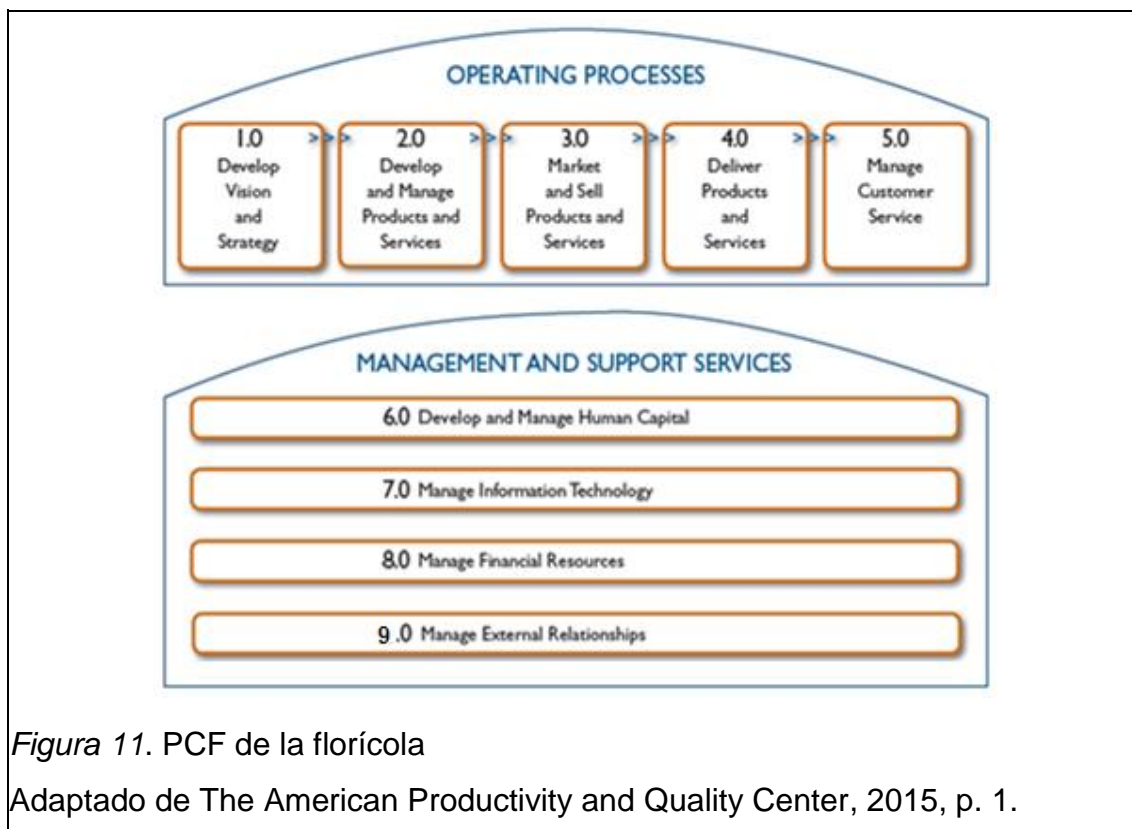 OPERATING PROCESSES
1.0 >>>
Develop
Vision
and
Strategy
2.0 >>>
Develop
and Manage
Products and
Services
3.0 >>>
Market
and Sell
Products and
Services
4.0 >>>
Deliver
Products
and
Services
5.0
Manage
Customer
Service
MANAGEMENT AND SUPPORT SERVICES
6.0 Develop and Manage Human Capital
7.0 Manage Information Technology
8.0 Manage Financial Resources
9.0 Manage External Relationships
Figura 11. PCF de la florícola
Adaptado de The American Productivity and Quality Center, 2015, p. 1.